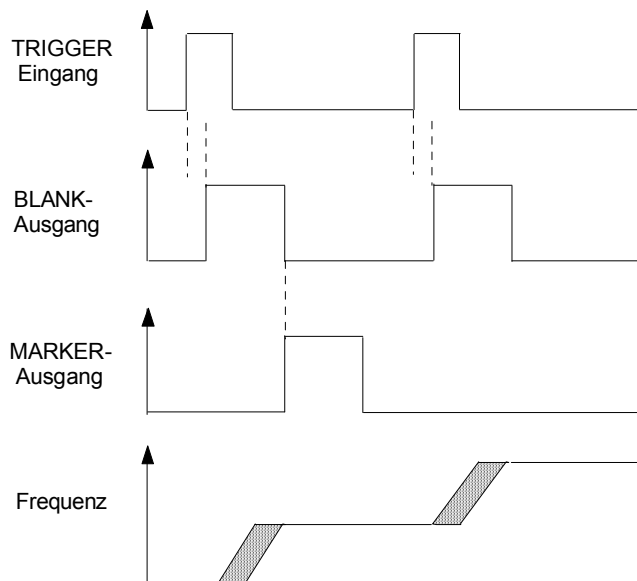 TRIGGER
Eingang
BLANK-
Ausgang
MARKER-
Ausgang
Frequenz